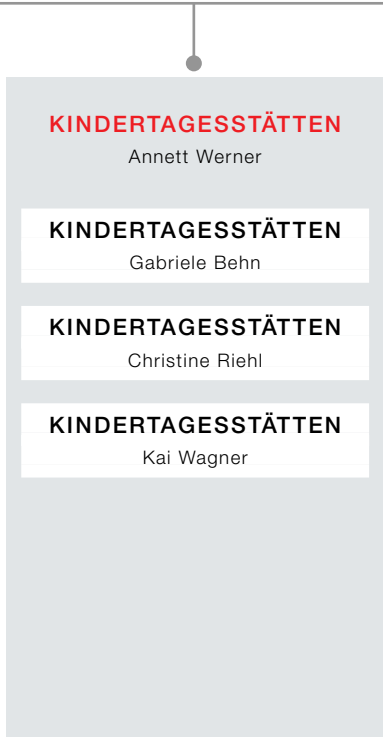 KINDERTAGESSTÄTTEN
Annett Werner
KINDERTAGESSTÄTTEN
Gabriele Behn
KINDERTAGESSTÄTTEN
Christine Riehl
KINDERTAGESSTÄTTEN
Kai Wagner